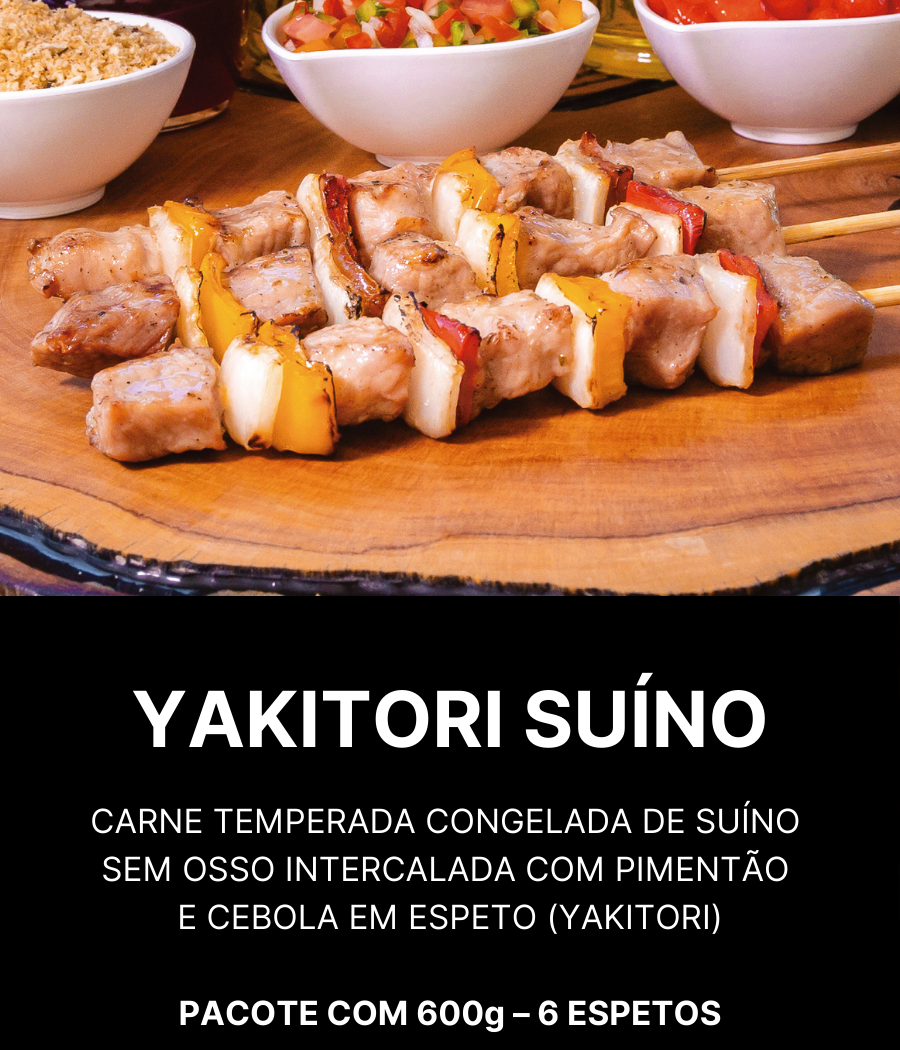 YAKITORI SUÍNO
CARNE TEMPERADA CONGELADA DE SUÍNO
SEM OSSO INTERCALADA COM PIMENTÃO
E CEBOLA EM ESPETO (YAKITORI)
PACOTE COM 600g – 6 ESPETOS